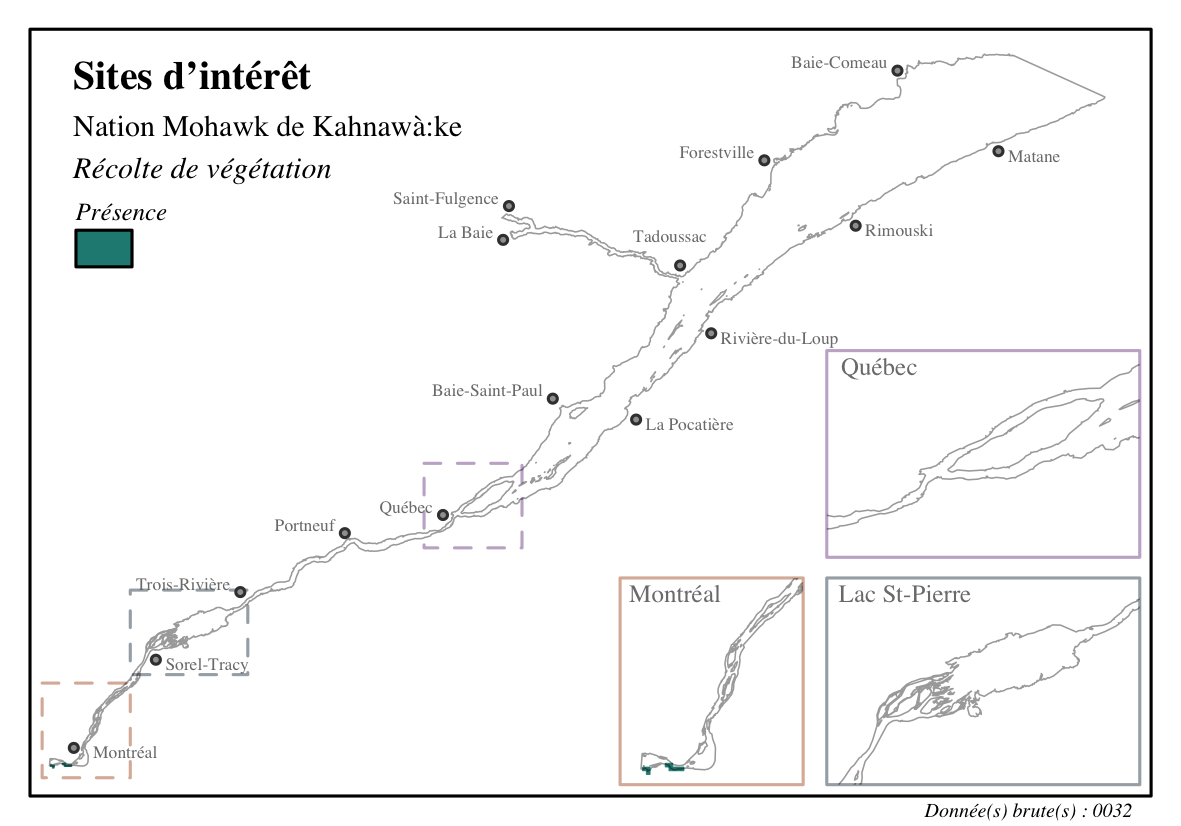 Sites d’intérêt
Nation Mohawk de Kahnawà:ke
Récolte de végétation
Présence
Baie-Comeau
Forestville
Matane
Saint-Fulgence
La Baie
Tadoussac
Rimouski
Rivière-du-Loup
Baie-Saint-Paul
La Pocatière
Québec
Portneuf
Trois-Rivière
Sorel-Tracy
Montréal
Québec
Montréal
Lac St-Pierre
Donnée(s) brute(s) : 0032